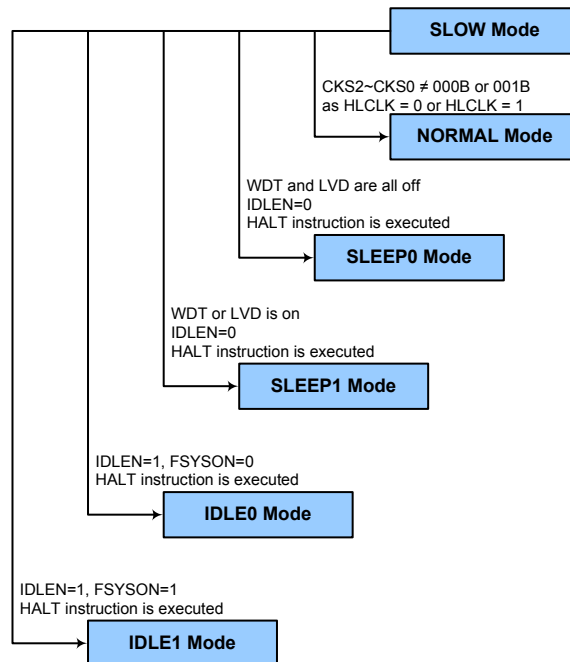 SLOW Mode
CKS2~CKS0 ≠ 000B or 001B
as HLCLK = 0 or HLCLK = 1
NORMAL Mode
WDT and LVD are all off
IDLEN=0
HALT instruction is executed
SLEEP0 Mode
WDT or LVD is on
IDLEN=0
HALT instruction is executed
SLEEP1 Mode
IDLEN=1, FSYSON=0
HALT instruction is executed
IDLE0 Mode
IDLEN=1, FSYSON=1
HALT instruction is executed
IDLE1 Mode